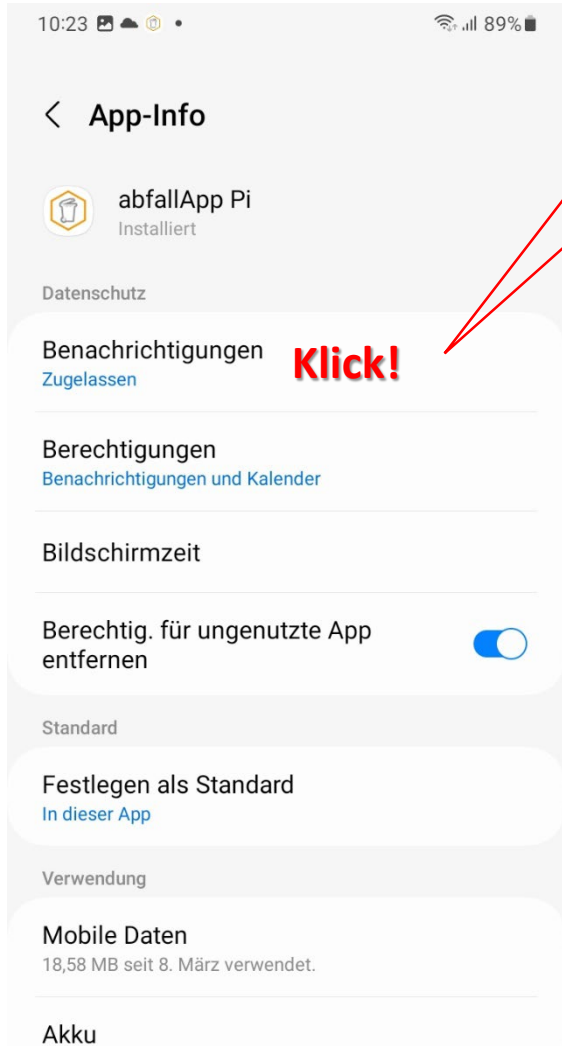 10:23 89%
App-Info
abfallApp Pi
Installiert
Datenschutz
Benachrichtigungen
Zugelassen
Klick!
Berechtigungen
Benachrichtigungen und Kalender
Bildschirmzeit
Berechtig. für ungenutzte App
entfernen
Standard
Festlegen als Standard
In dieser App
Verwendung
Mobile Daten
18,58 MB seit 8. März verwendet.
Akku